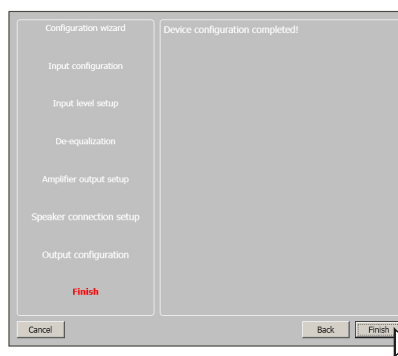 Configuration wizard
Device configuration completed!
Input configuration
Input level setup
De-equalization
Amplifier output setup
Speaker connection setup
Output configuration
Finish
Cancel
Back
Finish